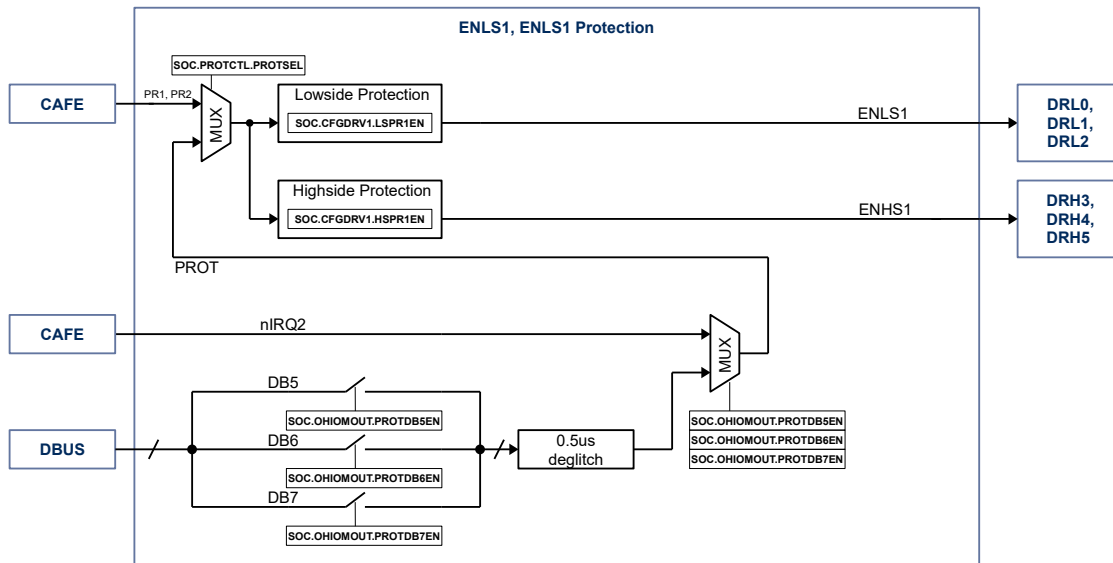 ENLS1, ENLS1 Protection
SOC.PROTCTL.PROTSEL
CAFE
PR1, PR2
MUX
Lowside Protection
SOC.CFGDRV1.LSPR1EN
ENLS1
DRL0,
DRL1,
DRL2
Highside Protection
SOC.CFGDRV1.HSPR1EN
ENHS1
DRH3,
DRH4,
DRH5
PROT
CAFE
nIRQ2
MUX
DB5
SOC.OHIOMOUT.PROTDB5EN
DBUS
DB6
SOC.OHIOMOUT.PROTDB6EN
DB7
SOC.OHIOMOUT.PROTDB7EN
0.5us
deglitch
SOC.OHIOMOUT.PROTDB5EN
SOC.OHIOMOUT.PROTDB6EN
SOC.OHIOMOUT.PROTDB7EN